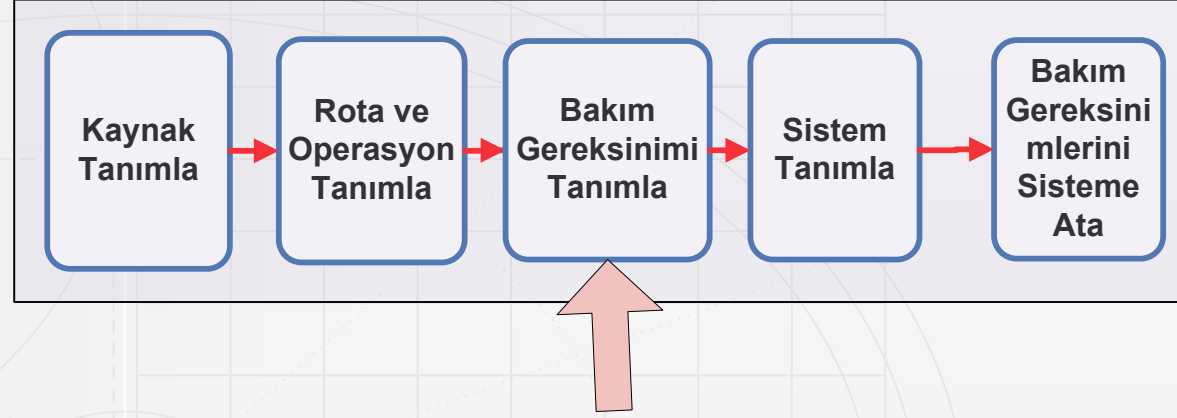 Kaynak
Tanımla
Rota ve
Operasyon
Tanımla
Bakım
Gereksinimi
Tanımla
Sistem
Tanımla
Bakım
Gereksini
mlerini
Sisteme
Ata